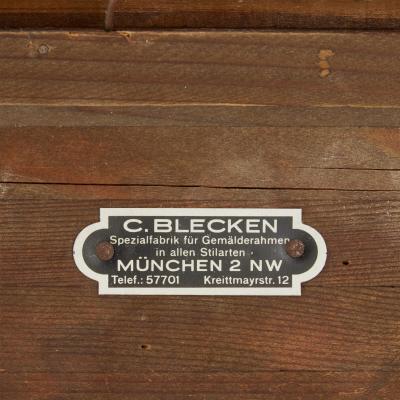 C. BLECKEN
Spezialfabrik für Gemälderahmen
in allen Stilarten
MÜNCHEN 2 NW
Telef.: 57701 Kreittmayrstr. 12